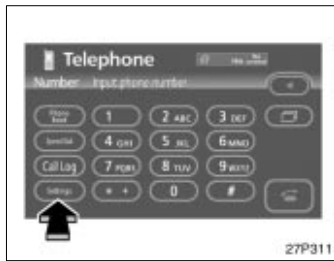 Telephone
Number Input phone number
Phone book 1 2 ABC 3 DEF
Speed Dial 4 GHI 5 JKL 6 MNO
Call Log 7 PQRS 8 TUV 9 WXYZ
Settings * + 0 #
27P311